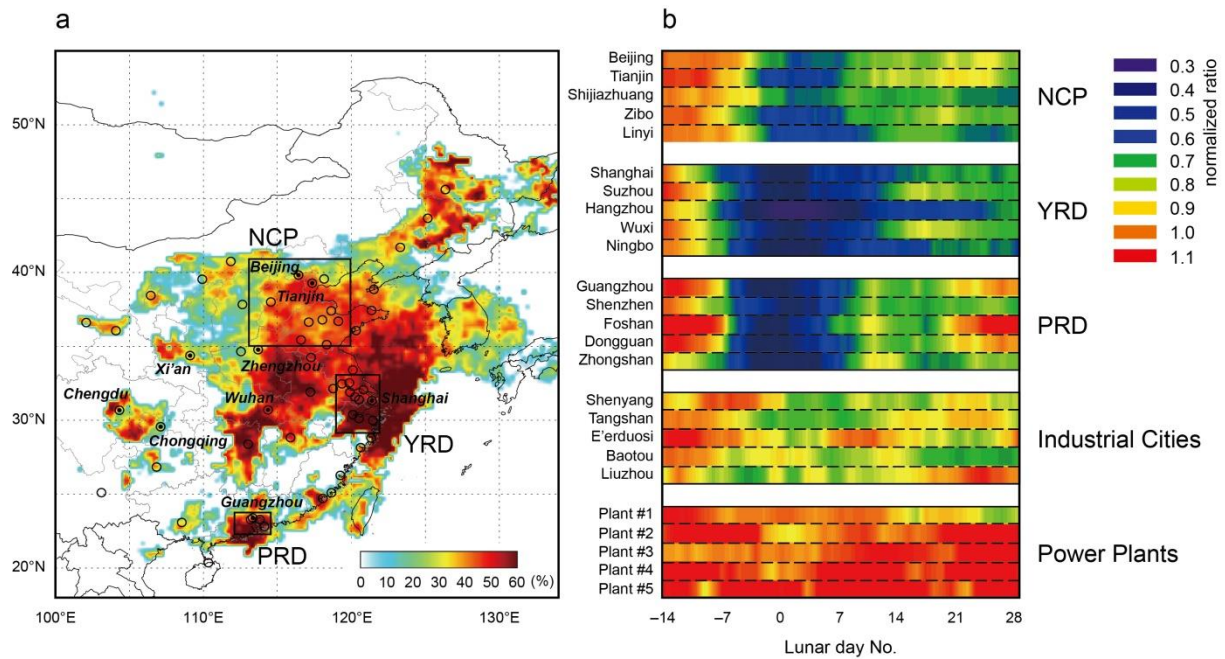 a
50°N
40°N
30°N
20°N
100°E
110°E
120°E
130°E
NCP
Beijing
Tianjin
Xi'an
Zhengzhou
Chengdu
Wuhan
Shanghai
Chongqing
YRD
Guangzhou
PRD
0 10 20 30 40 50 60 (%)
b
Beijing
Tianjin
Shijiazhuang
Zibo
Linyi
NCP
Shanghai
Suzhou
Hangzhou
Wuxi
Ningbo
YRD
Guangzhou
Shenzhen
Foshan
Dongguan
Zhongshan
PRD
Shenyang
Tangshan
E'erduosi
Baotou
Liuzhou
Industrial Cities
Plant #1
Plant #2
Plant #3
Plant #4
Plant #5
Power Plants
–14 –7 0 7 14 21 28
Lunar day No.
0.3
0.4
0.5
0.6
0.7
0.8
0.9
1.0
1.1
normalized ratio